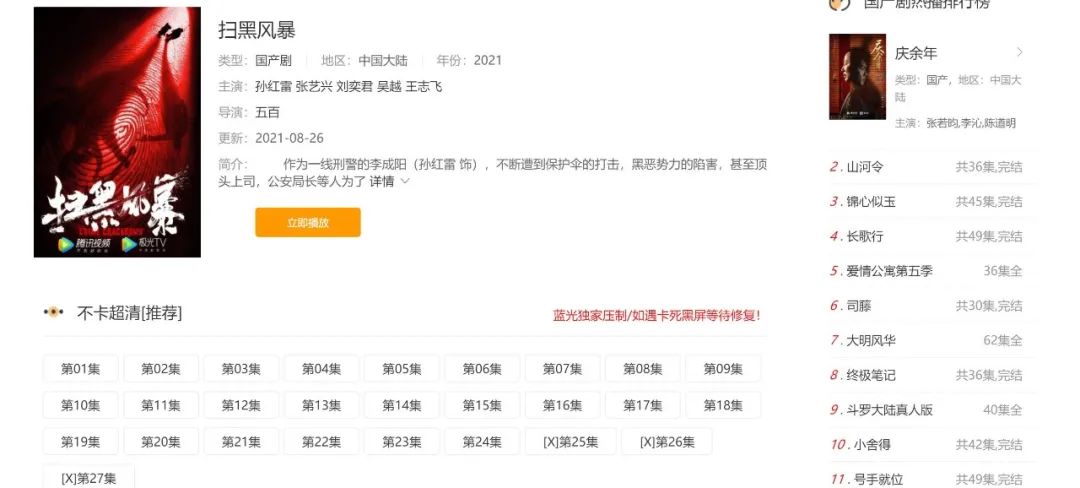 扫黑风暴
类型：国产剧 地区：中国大陆 年份：2021
主演：孙红雷 张艺兴 刘奕君 吴越 王志飞
导演：五百
更新：2021-08-26
简介： 作为一线刑警的李成阳（孙红雷 饰），不断遭到保护伞的打击，黑恶势力的陷害，甚至顶
头上司，公安局长等人为了 详情
立即播放
扫黑风暴
CRIME CRACKDOWN
腾讯视频 极光TV
不卡超清[推荐]
蓝光独家压制/如遇卡死黑屏等待修复！
第01集 第02集 第03集 第04集 第05集 第06集 第07集 第08集 第09集
第10集 第11集 第12集 第13集 第14集 第15集 第16集 第17集 第18集
第19集 第20集 第21集 第22集 第23集 第24集 [X]第25集 [X]第26集
[X]第27集
国产剧热播排行榜
庆余年
庆余年
类型：国产，地区：中国大
陆
主演：张若昀,李沁,陈道明
2 . 山河令 共36集,完结
3 . 锦心似玉 共45集,完结
4 . 长歌行 共49集,完结
5 . 爱情公寓第五季 36集全
6 . 司藤 共30集,完结
7 . 大明风华 62集全
8 . 终极笔记 共36集,完结
9 . 斗罗大陆真人版 40集全
10 . 小舍得 共42集,完结
11 . 号手就位 共49集,完结